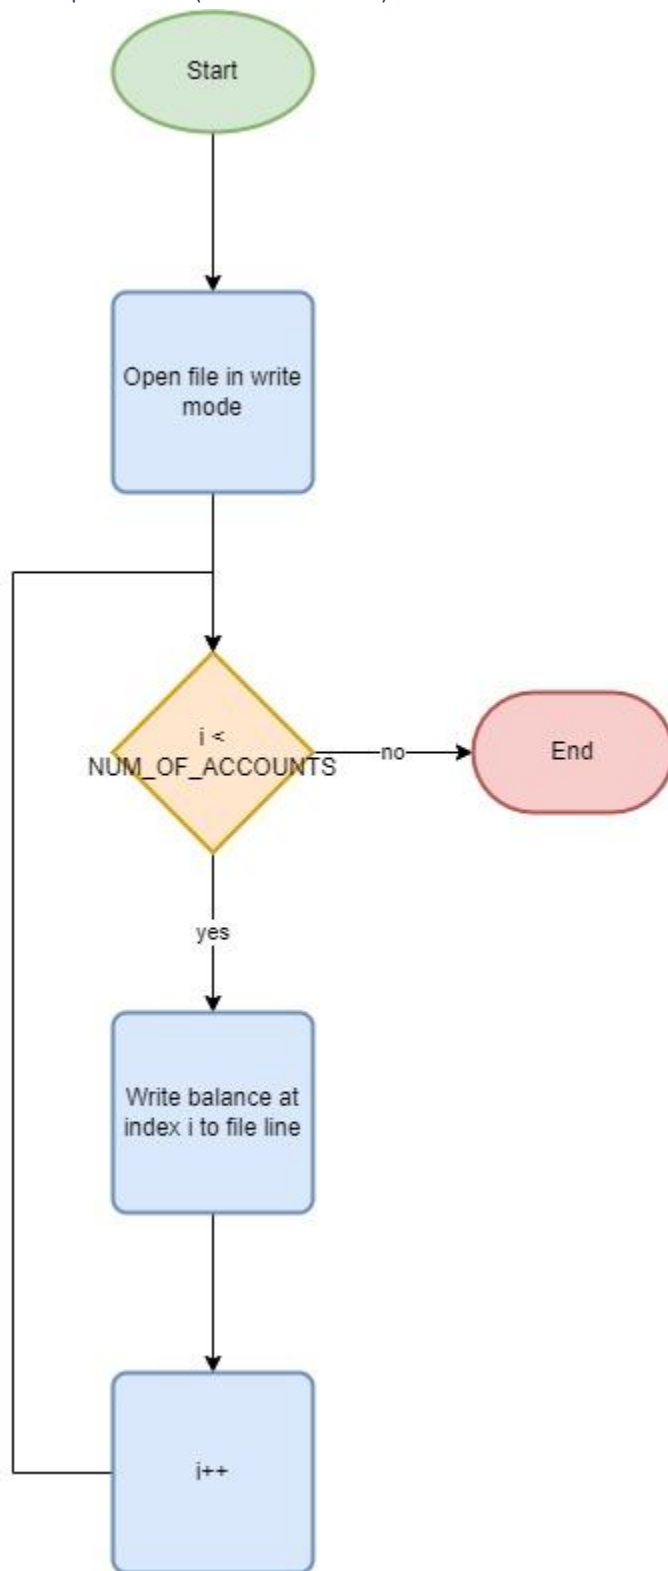 Start
Open file in write
mode
i <
NUM_OF_ACCOUNTS
no
End
yes
Write balance at
index i to file line
i++